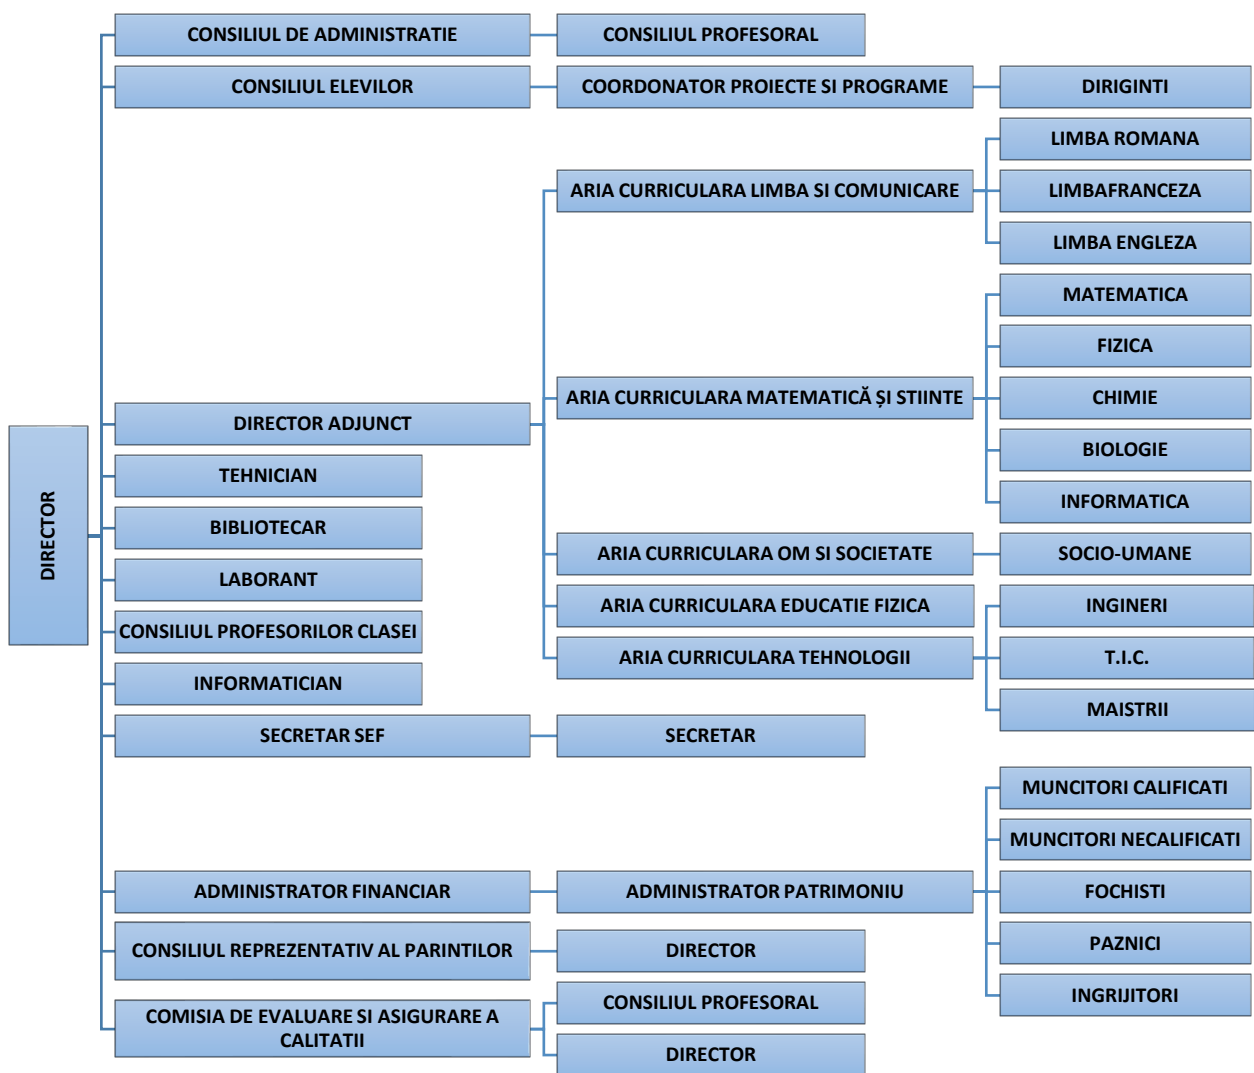 CONSILIUL DE ADMINISTRATIE
CONSILIUL PROFESORAL
CONSILIUL ELEVILOR
COORDONATOR PROIECTE SI PROGRAME
DIRIGINTI
LIMBA ROMANA
ARIA CURRICULARA LIMBA SI COMUNICARE
LIMBAFRANCEZA
LIMBA ENGLEZA
MATEMATICA
FIZICA
ARIA CURRICULARA MATEMATICĂ ȘI STIINTE
CHIMIE
DIRECTOR ADJUNCT
BIOLOGIE
TEHNICIAN
INFORMATICA
DIRECTOR
BIBLIOTECAR
ARIA CURRICULARA OM SI SOCIETATE
SOCIO-UMANE
LABORANT
ARIA CURRICULARA EDUCATIE FIZICA
INGINERI
CONSILIUL PROFESORILOR CLASEI
ARIA CURRICULARA TEHNOLOGII
T.I.C.
INFORMATICIAN
MAISTRII
SECRETAR SEF
SECRETAR
MUNCITORI CALIFICATI
MUNCITORI NECALIFICATI
ADMINISTRATOR FINANCIAR
ADMINISTRATOR PATRIMONIU
FOCHISTI
CONSILIUL REPREZENTATIV AL PARINTILOR
DIRECTOR
PAZNICI
INGRIJITORI
COMISIA DE EVALUARE SI ASIGURARE A
CALITATII
CONSILIUL PROFESORAL
DIRECTOR